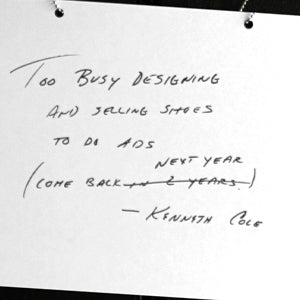 Too Busy Designing
and selling shoes
to do ads
next year
(come back in 2 years)
— Kenneth Cole